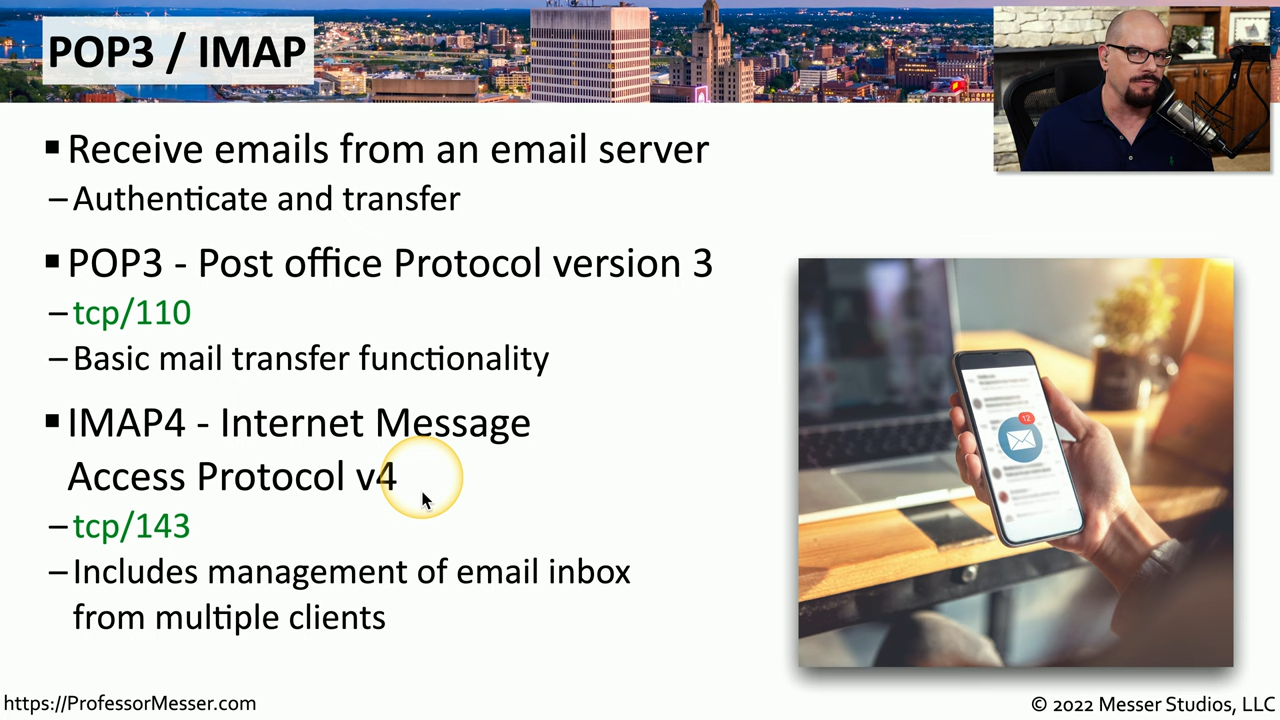 POP3 / IMAP
▪ Receive emails from an email server
– Authenticate and transfer
▪ POP3 - Post office Protocol version 3
– tcp/110
– Basic mail transfer functionality
▪ IMAP4 - Internet Message
Access Protocol v4
– tcp/143
– Includes management of email inbox
from multiple clients
12
https://ProfessorMesser.com
© 2022 Messer Studios, LLC